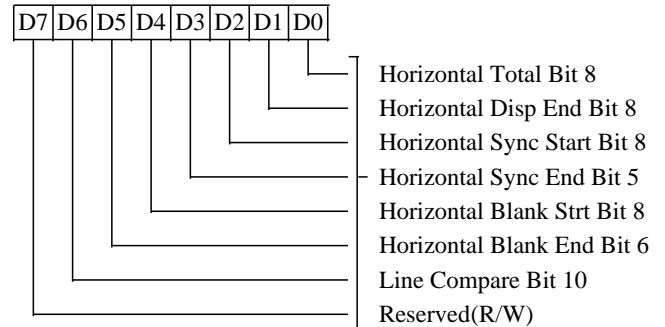 D7 D6 D5 D4 D3 D2 D1 D0
Horizontal Total Bit 8
Horizontal Disp End Bit 8
Horizontal Sync Start Bit 8
Horizontal Sync End Bit 5
Horizontal Blank Strt Bit 8
Horizontal Blank End Bit 6
Line Compare Bit 10
Reserved(R/W)